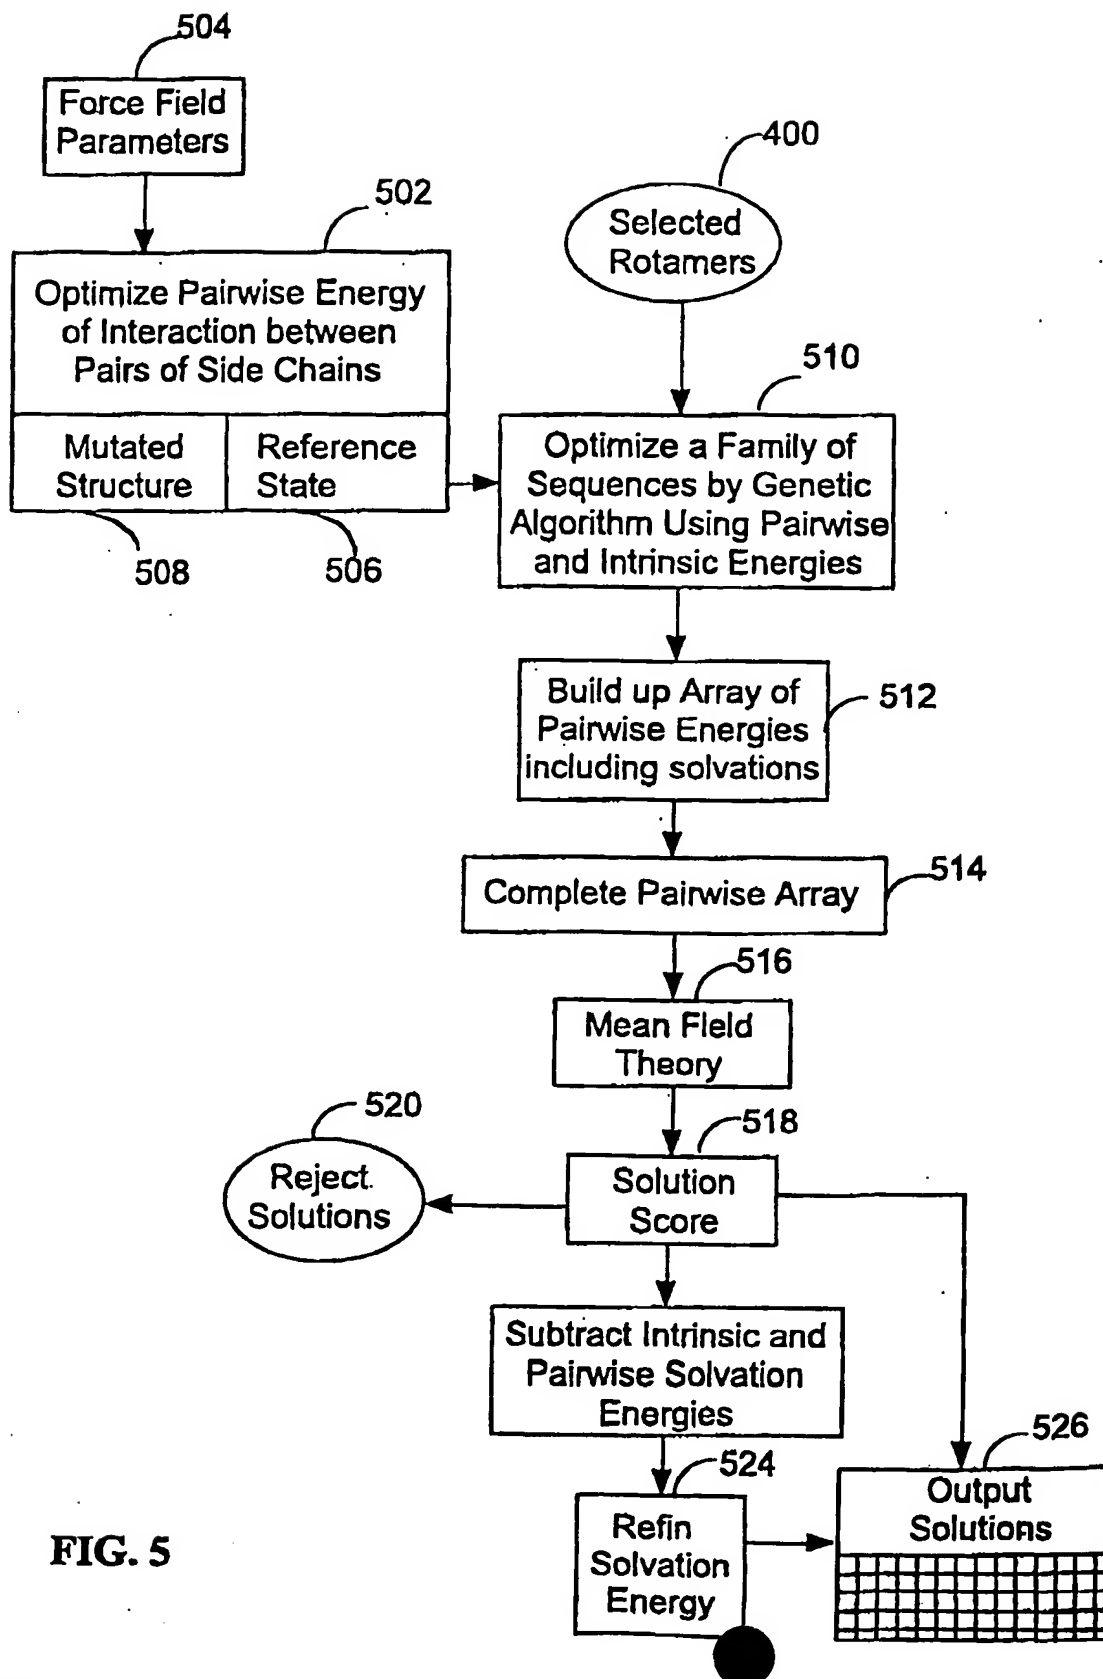 504
Force Field
Parameters
502
Optimize Pairwise Energy
of Interaction between
Pairs of Side Chains
Mutated
Structure
Reference
State
508
506
400
Selected
Rotamers
510
Optimize a Family of
Sequences by Genetic
Algorithm Using Pairwise
and Intrinsic Energies
Build up Array of
Pairwise Energies
including solvations
512
Complete Pairwise Array
514
516
Mean Field
Theory
520
Reject
Solutions
518
Solution
Score
Subtract Intrinsic and
Pairwise Solvation
Energies
524
Refin
Solvation
Energy
526
Output
Solutions
FIG. 5